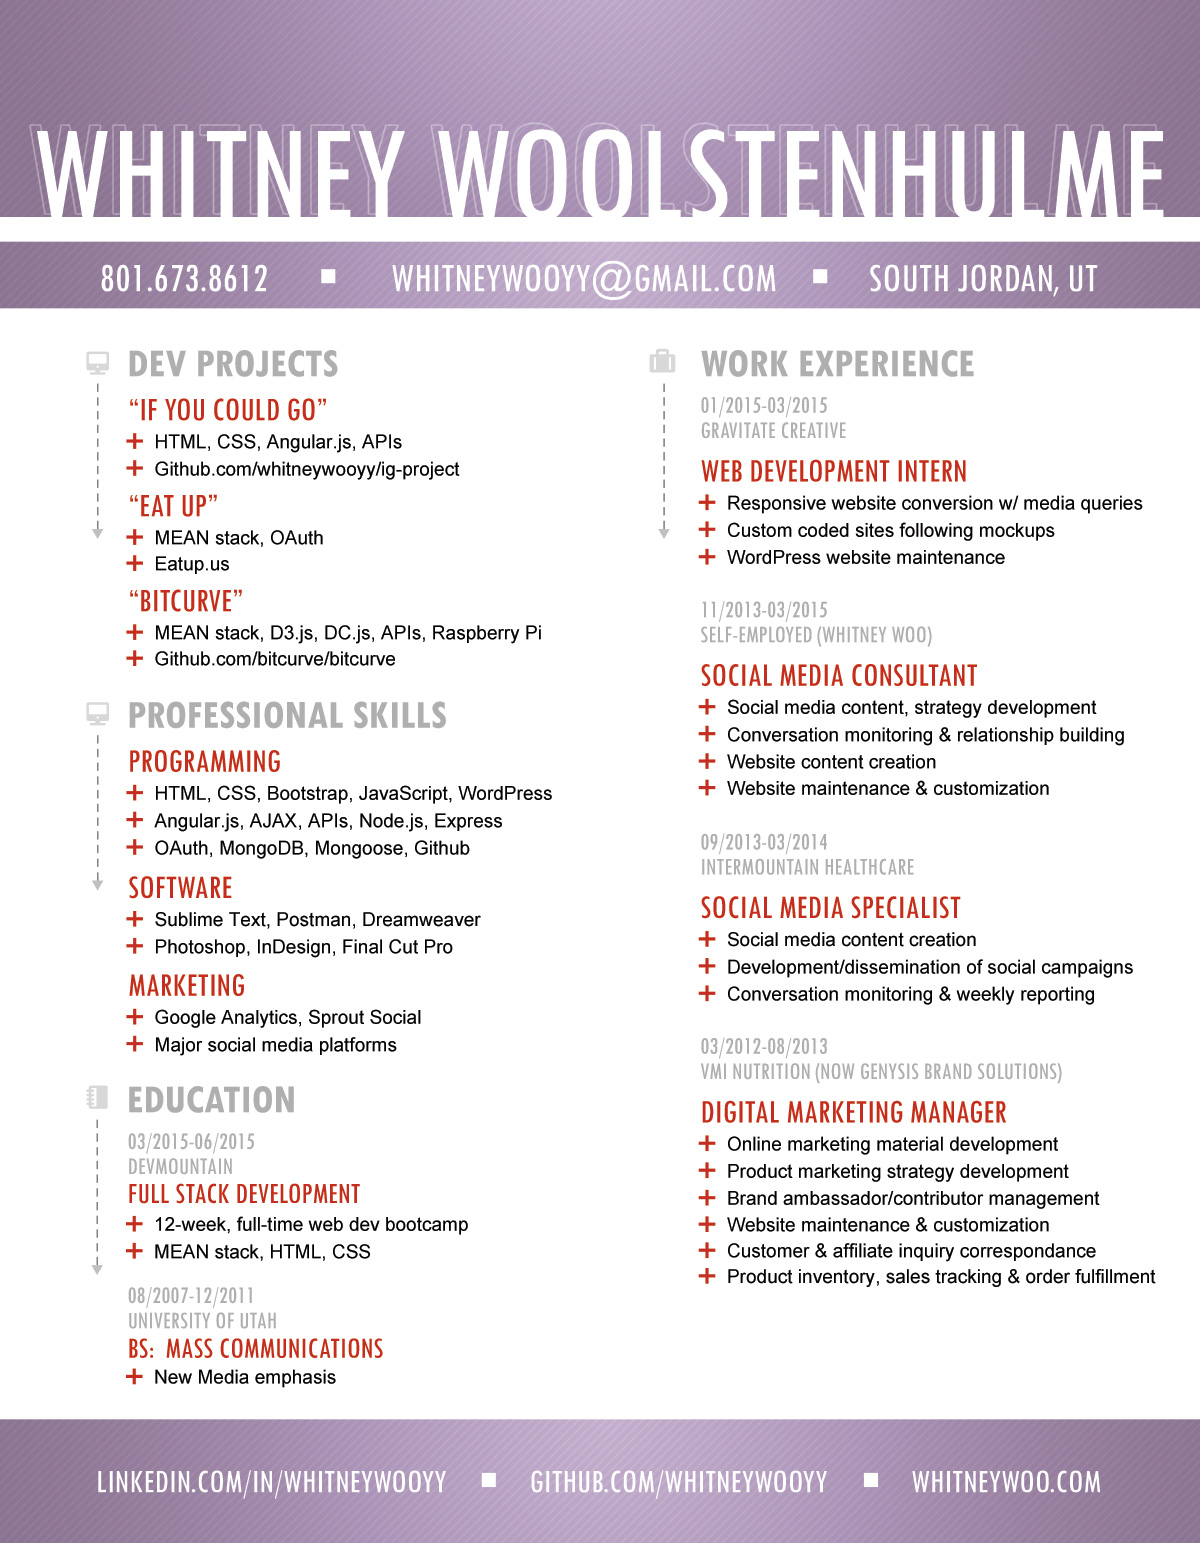 WHITNEY WOOLSTENHULME
801.673.8612 ■ WHITNEYWOOYY@GMAIL.COM ■ SOUTH JORDAN, UT
DEV PROJECTS
“IF YOU COULD GO”
+ HTML, CSS, Angular.js, APIs
+ Github.com/whitneywooyy/ig-project
“EAT UP”
+ MEAN stack, OAuth
+ Eatup.us
“BITCURVE”
+ MEAN stack, D3.js, DC.js, APIs, Raspberry Pi
+ Github.com/bitcurve/bitcurve
PROFESSIONAL SKILLS
PROGRAMMING
+ HTML, CSS, Bootstrap, JavaScript, WordPress
+ Angular.js, AJAX, APIs, Node.js, Express
+ OAuth, MongoDB, Mongoose, Github
SOFTWARE
+ Sublime Text, Postman, Dreamweaver
+ Photoshop, InDesign, Final Cut Pro
MARKETING
+ Google Analytics, Sprout Social
+ Major social media platforms
EDUCATION
03/2015-06/2015
DEVMOUNTAIN
FULL STACK DEVELOPMENT
+ 12-week, full-time web dev bootcamp
+ MEAN stack, HTML, CSS
08/2007-12/2011
UNIVERSITY OF UTAH
BS: MASS COMMUNICATIONS
+ New Media emphasis
WORK EXPERIENCE
01/2015-03/2015
GRAVITATE CREATIVE
WEB DEVELOPMENT INTERN
+ Responsive website conversion w/ media queries
+ Custom coded sites following mockups
+ WordPress website maintenance
11/2013-03/2015
SELF-EMPLOYED (WHITNEY WOO)
SOCIAL MEDIA CONSULTANT
+ Social media content, strategy development
+ Conversation monitoring & relationship building
+ Website content creation
+ Website maintenance & customization
09/2013-03/2014
INTERMOUNTAIN HEALTHCARE
SOCIAL MEDIA SPECIALIST
+ Social media content creation
+ Development/dissemination of social campaigns
+ Conversation monitoring & weekly reporting
03/2012-08/2013
VMI NUTRITION (NOW GENYSIS BRAND SOLUTIONS)
DIGITAL MARKETING MANAGER
+ Online marketing material development
+ Product marketing strategy development
+ Brand ambassador/contributor management
+ Website maintenance & customization
+ Customer & affiliate inquiry correspondance
+ Product inventory, sales tracking & order fulfillment
LINKEDIN.COM/IN/WHITNEYWOOYY ■ GITHUB.COM/WHITNEYWOOYY ■ WHITNEYWOO.COM